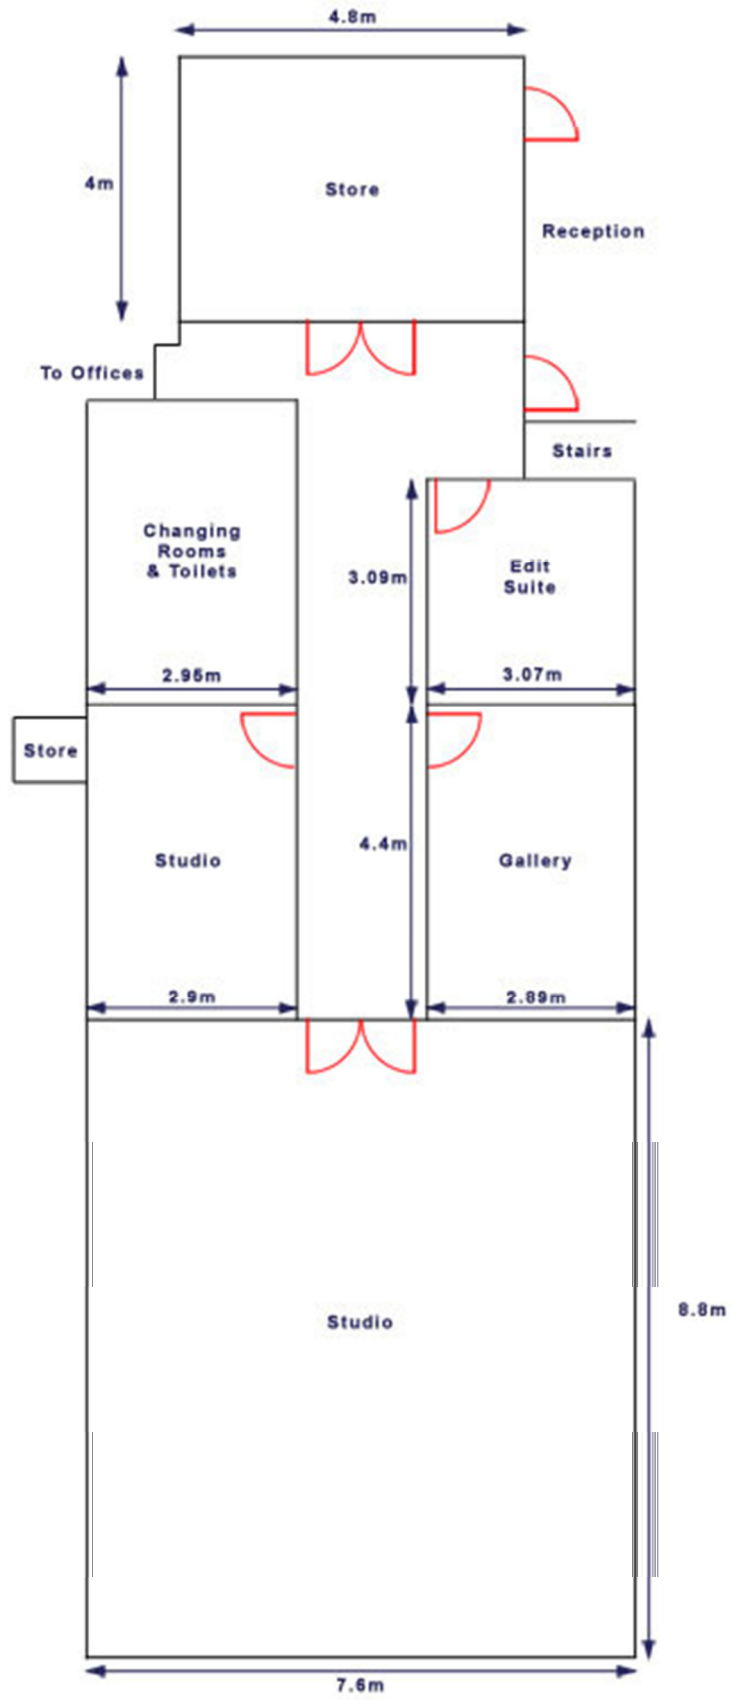 4.8m
4m
Store
Reception
To Offices
Stairs
Changing
Rooms
& Toilets
3.09m
Edit
Suite
2.95m
3.07m
Store
4.4m
Studio
Gallery
2.9m
2.89m
Studio
8.8m
7.6m